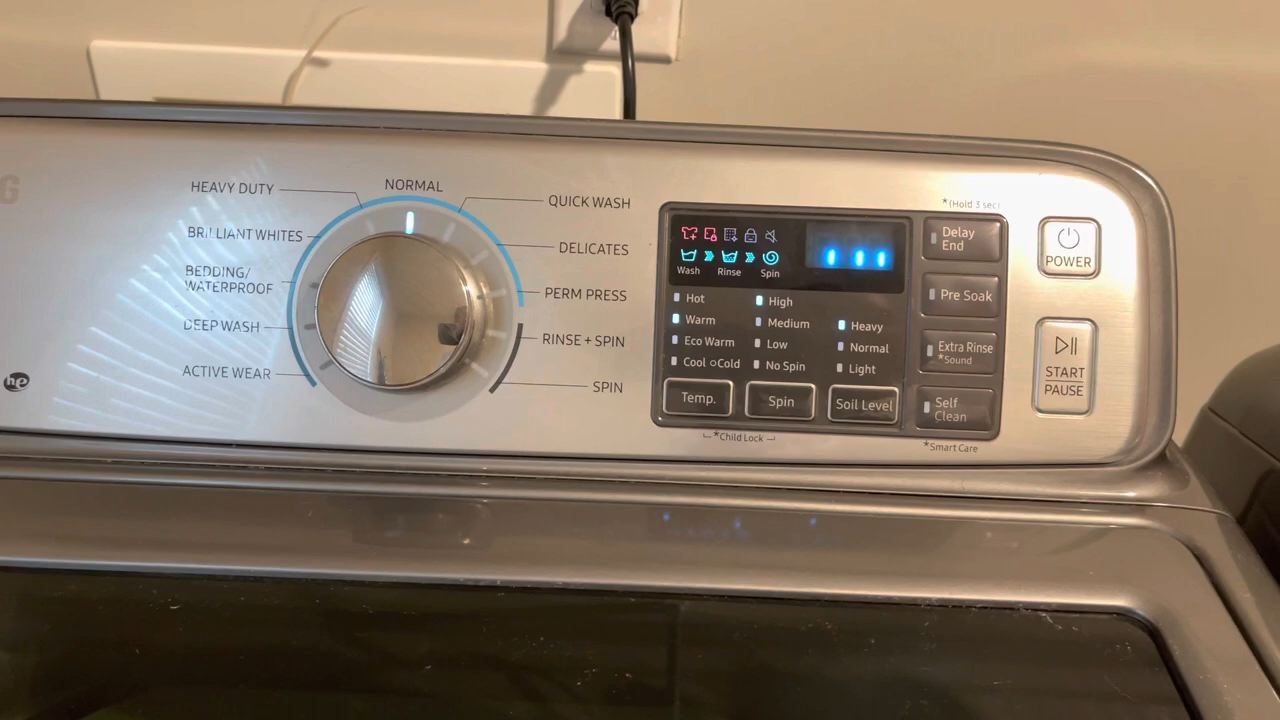 G
HEAVY DUTY
NORMAL
QUICK WASH
BRILLIANT WHITES
DELICATES
BEDDING/
WATERPROOF
PERM PRESS
DEEP WASH
RINSE + SPIN
ACTIVE WEAR
SPIN
he
Wash Rinse Spin
Hot
Warm
Eco Warm
Cool Cold
High
Medium
Low
No Spin
Heavy
Normal
Light
Temp. Spin Soil Level
*Child Lock
*(Hold 3 sec)
Delay
End
Pre Soak
Extra Rinse
*Sound
Self
Clean
*Smart Care
POWER
START
PAUSE